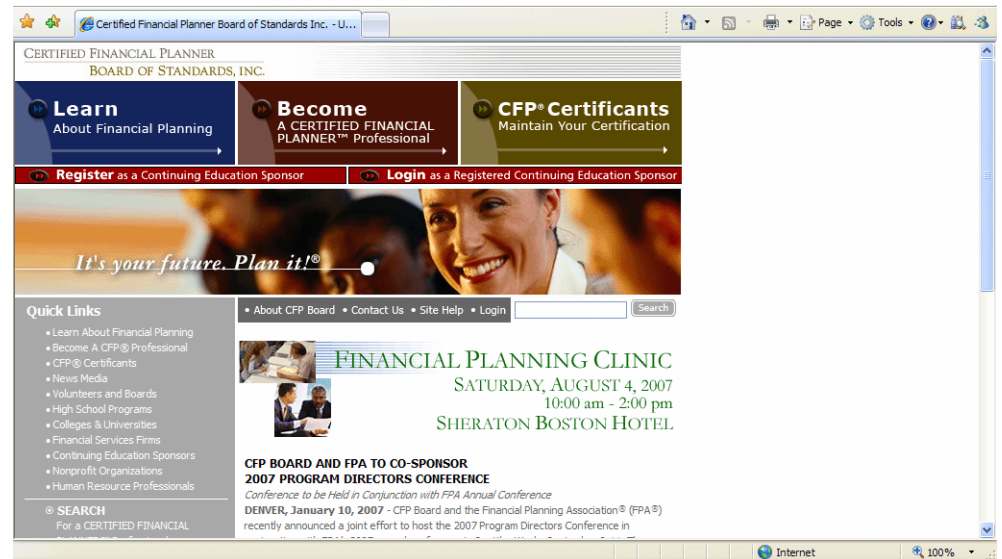 Certified Financial Planner Board of Standards Inc. - U...
Page
Tools
CERTIFIED FINANCIAL PLANNER
BOARD OF STANDARDS, INC.
Learn
About Financial Planning
Become
A CERTIFIED FINANCIAL
PLANNER™ Professional
CFP® Certificants
Maintain Your Certification
Register as a Continuing Education Sponsor
Login as a Registered Continuing Education Sponsor
It's your future. Plan it!®
Quick Links
• Learn About Financial Planning
• Become A CFP® Professional
• CFP® Certificants
• News Media
• Volunteers and Boards
• High School Programs
• Colleges & Universities
• Financial Services Firms
• Continuing Education Sponsors
• Nonprofit Organizations
• Human Resource Professionals
SEARCH
For a CERTIFIED FINANCIAL
• About CFP Board • Contact Us • Site Help • Login
Search
FINANCIAL PLANNING CLINIC
SATURDAY, AUGUST 4, 2007
10:00 am - 2:00 pm
SHERATON BOSTON HOTEL
CFP BOARD AND FPA TO CO-SPONSOR
2007 PROGRAM DIRECTORS CONFERENCE
Conference to be Held in Conjunction with FPA Annual Conference
DENVER, January 10, 2007 - CFP Board and the Financial Planning Association® (FPA®)
recently announced a joint effort to host the 2007 Program Directors Conference in
Internet
100%